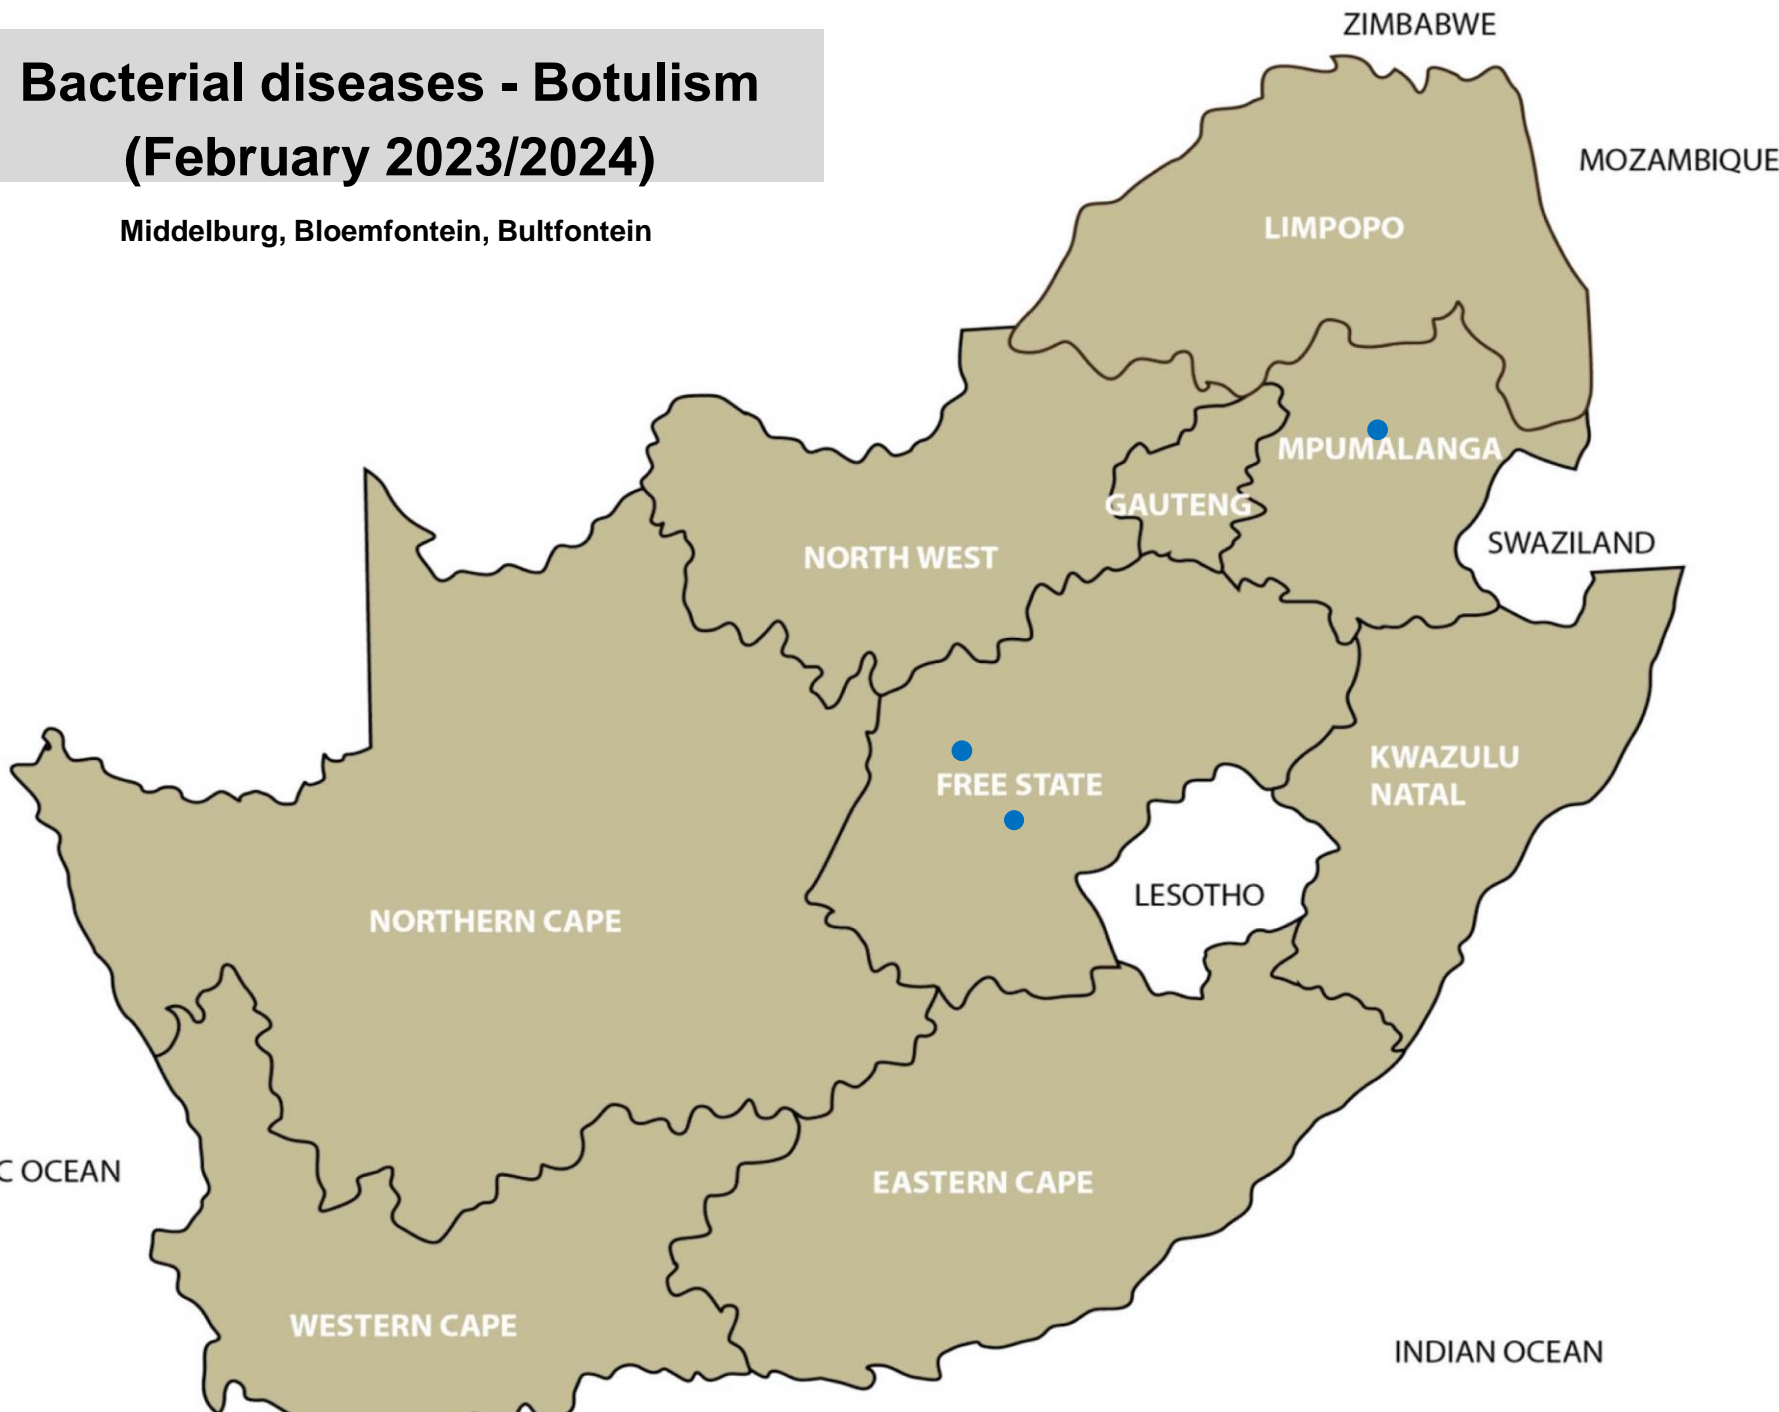 Bacterial diseases - Botulism
(February 2023/2024)
Middelburg, Bloemfontein, Bultfontein
ZIMBABWE
MOZAMBIQUE
LIMPOPO
MPUMALANGA
GAUTENG
SWAZILAND
NORTH WEST
KWAZULU
NATAL
FREE STATE
LESOTHO
NORTHERN CAPE
C OCEAN
EASTERN CAPE
WESTERN CAPE
INDIAN OCEAN